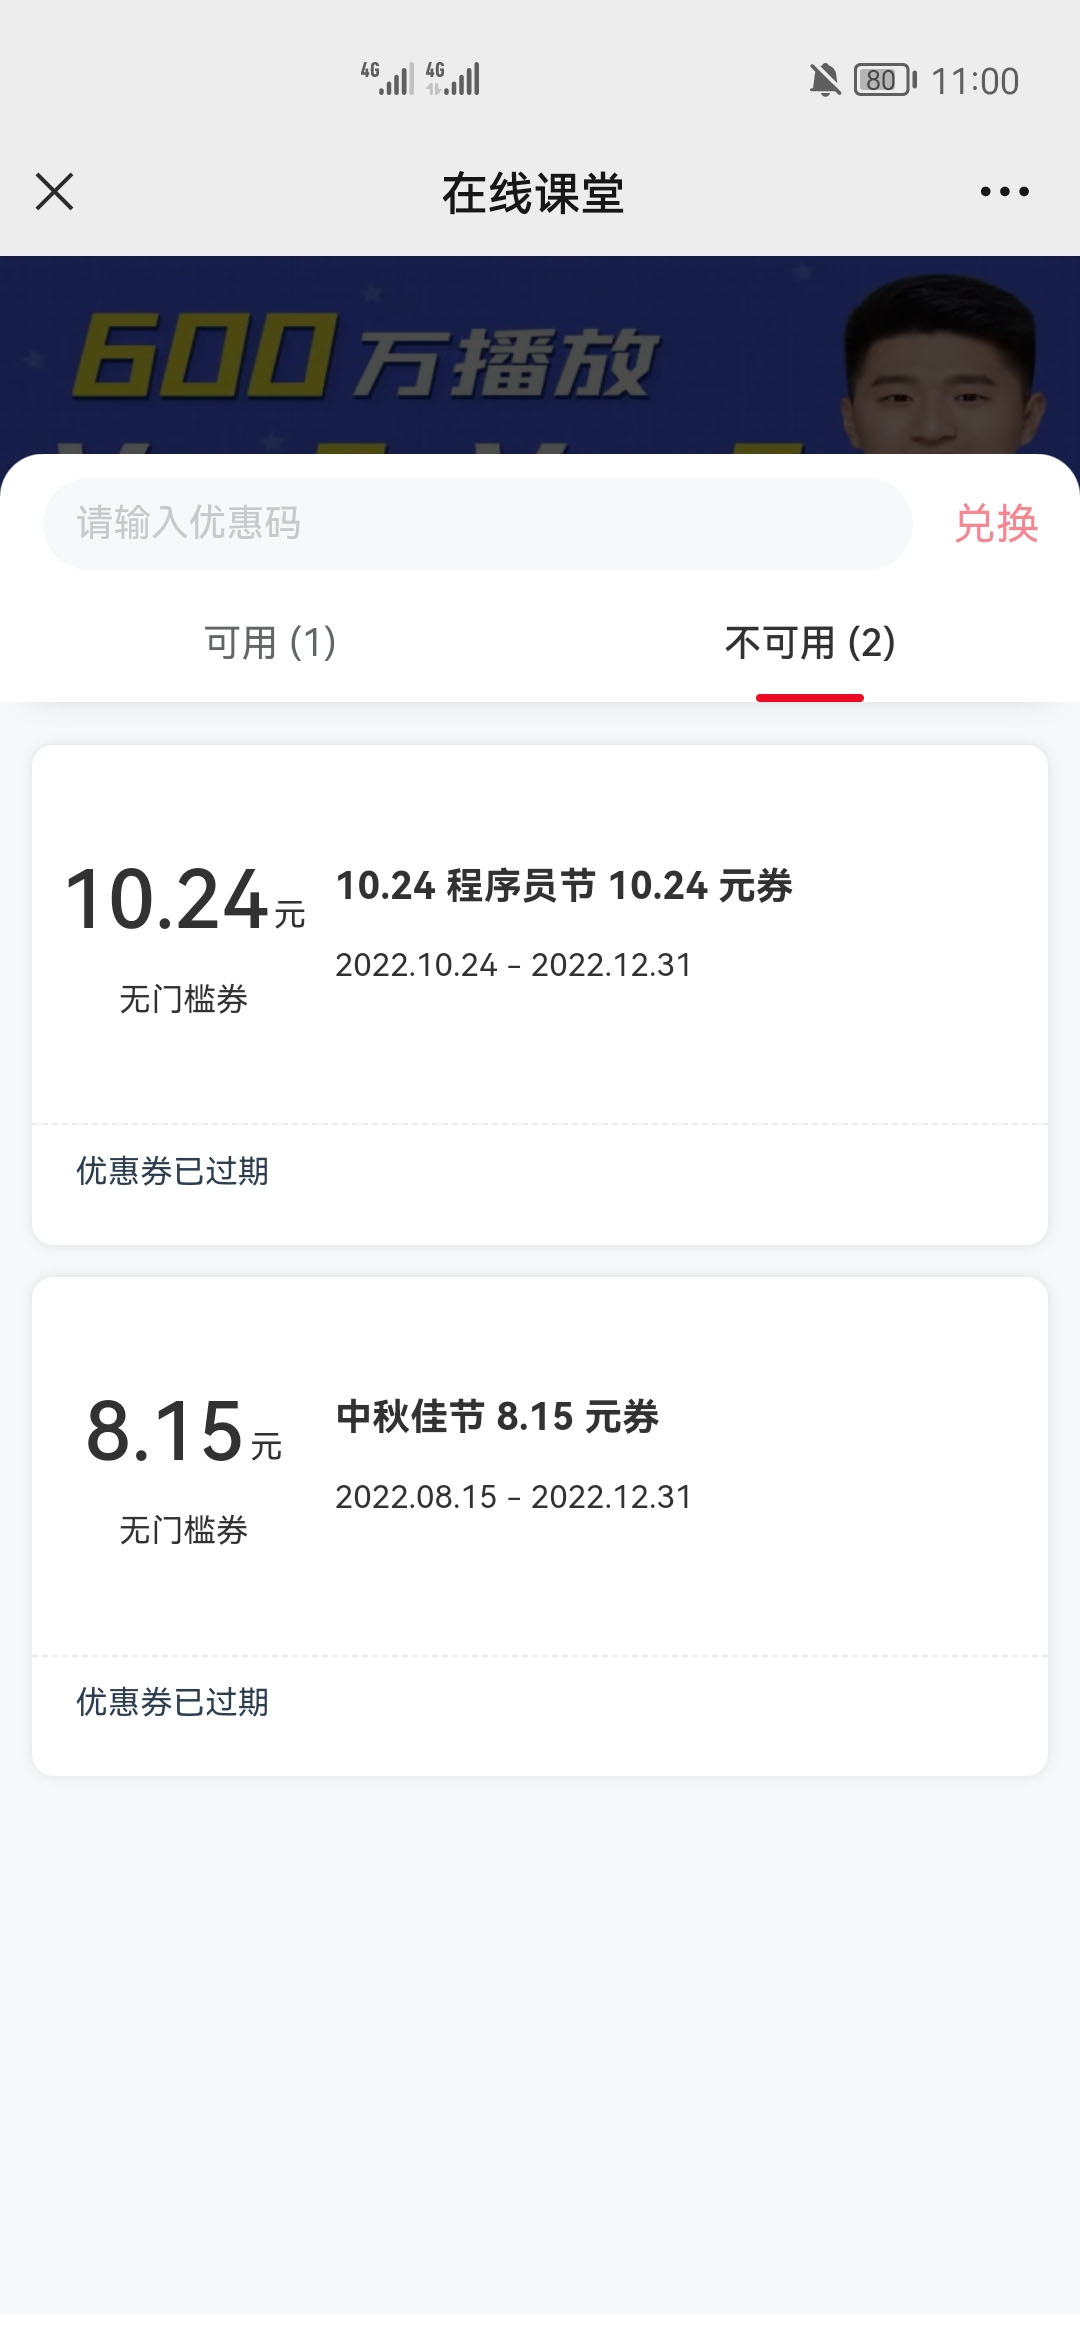 4G 4G 80 11:00
在线课堂
600万播放
请输入优惠码 兑换
可用 (1) 不可用 (2)
10.24元 10.24 程序员节 10.24 元券
2022.10.24 - 2022.12.31
无门槛券
优惠券已过期
8.15元 中秋佳节 8.15 元券
2022.08.15 - 2022.12.31
无门槛券
优惠券已过期